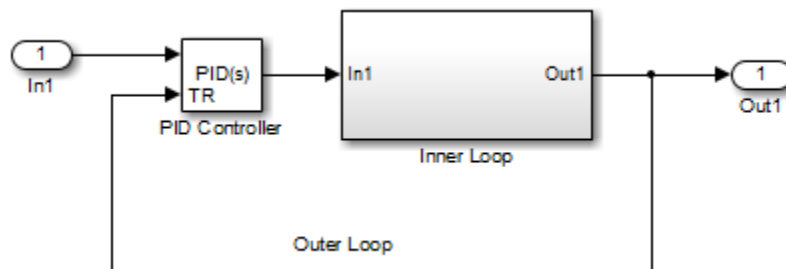 1
In1
PID(s)
TR
PID Controller
In1
Out1
Inner Loop
1
Out1
Outer Loop